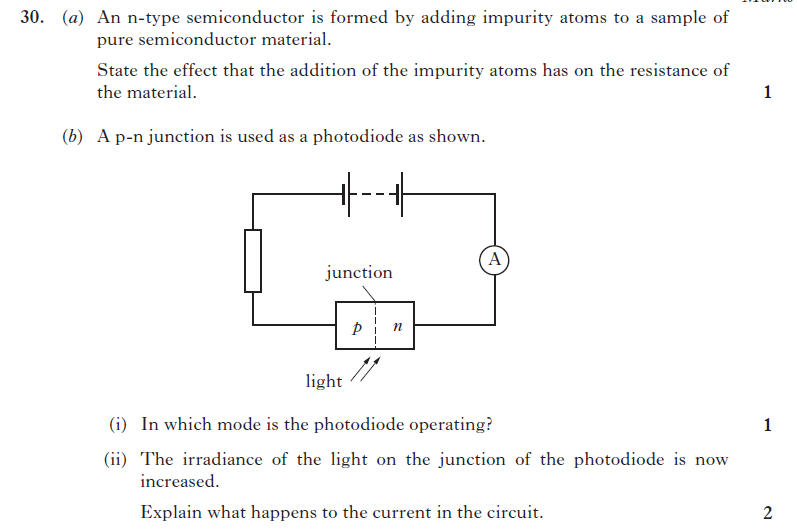 30. (a) An n-type semiconductor is formed by adding impurity atoms to a sample of
pure semiconductor material.
State the effect that the addition of the impurity atoms has on the resistance of
the material. 1
(b) A p-n junction is used as a photodiode as shown.
A
junction
p n
light
(i) In which mode is the photodiode operating? 1
(ii) The irradiance of the light on the junction of the photodiode is now
increased.
Explain what happens to the current in the circuit. 2